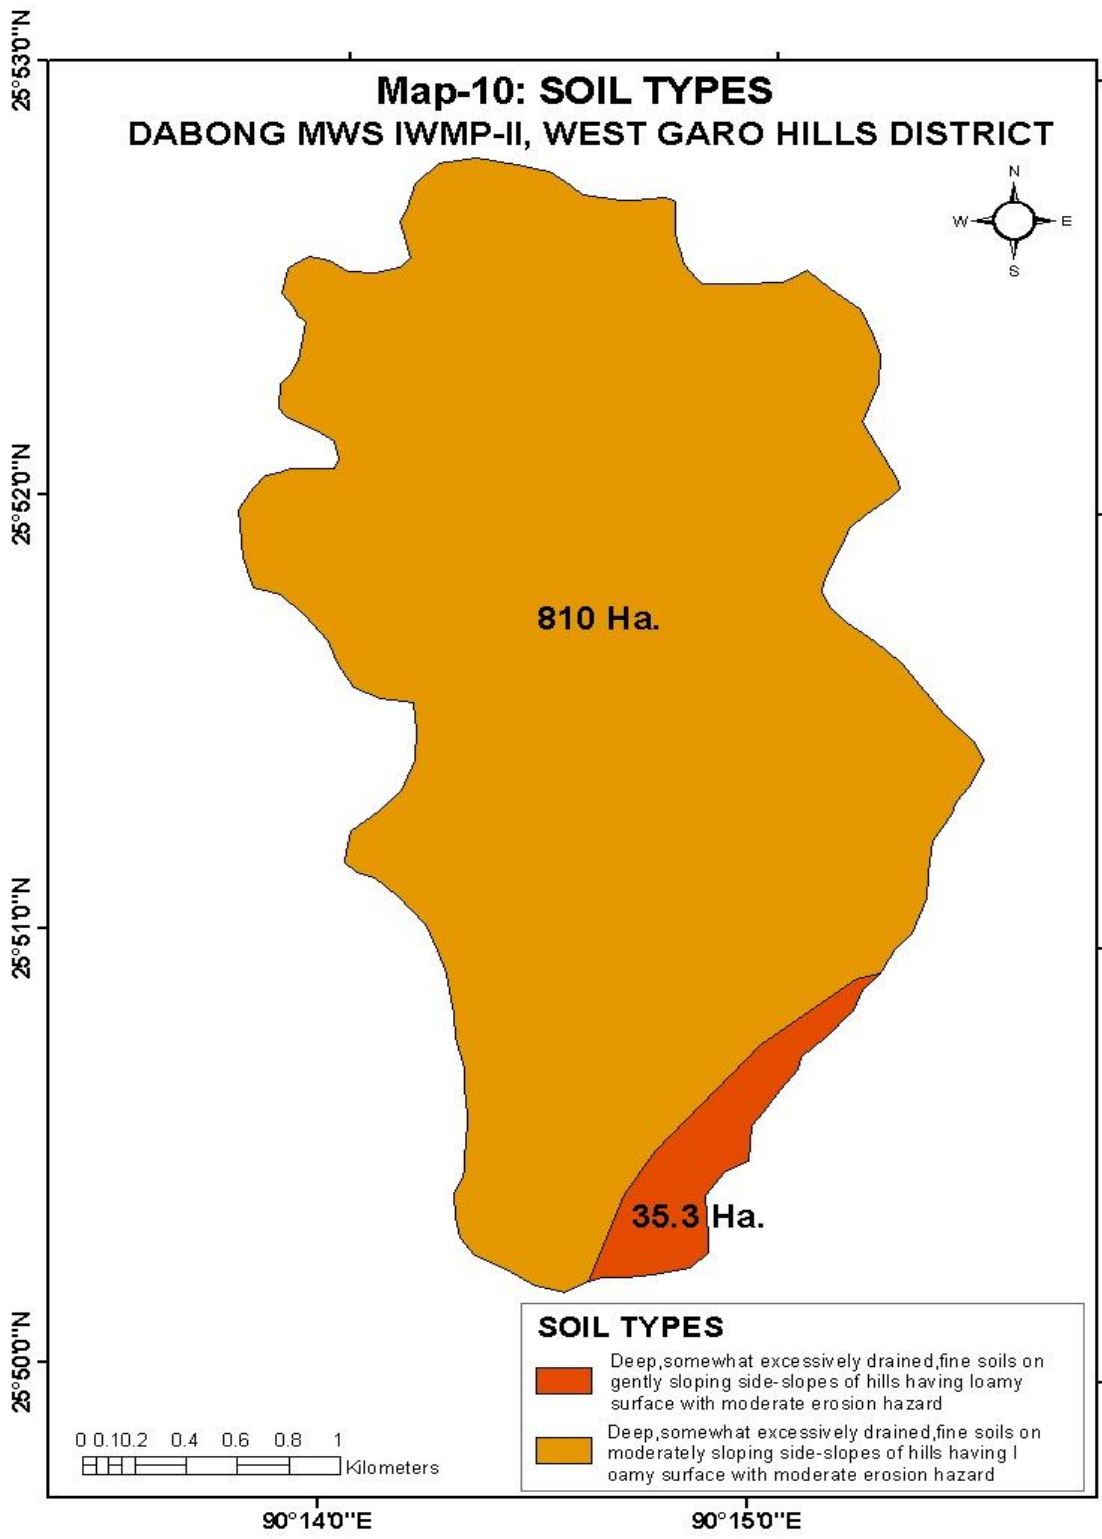 Map-10: SOIL TYPES
DABONG MWS IWMP-II, WEST GARO HILLS DISTRICT
N
W E
S
25°53'0"N
25°52'0"N
25°51'0"N
25°50'0"N
810 Ha.
35.3 Ha.
SOIL TYPES
Deep,somewhat excessively drained,fine soils on
gently sloping side-slopes of hills having loamy
surface with moderate erosion hazard
Deep,somewhat excessively drained,fine soils on
moderately sloping side-slopes of hills having l
oamy surface with moderate erosion hazard
0 0.10.2 0.4 0.6 0.8 1
Kilometers
90°14'0"E 90°15'0"E